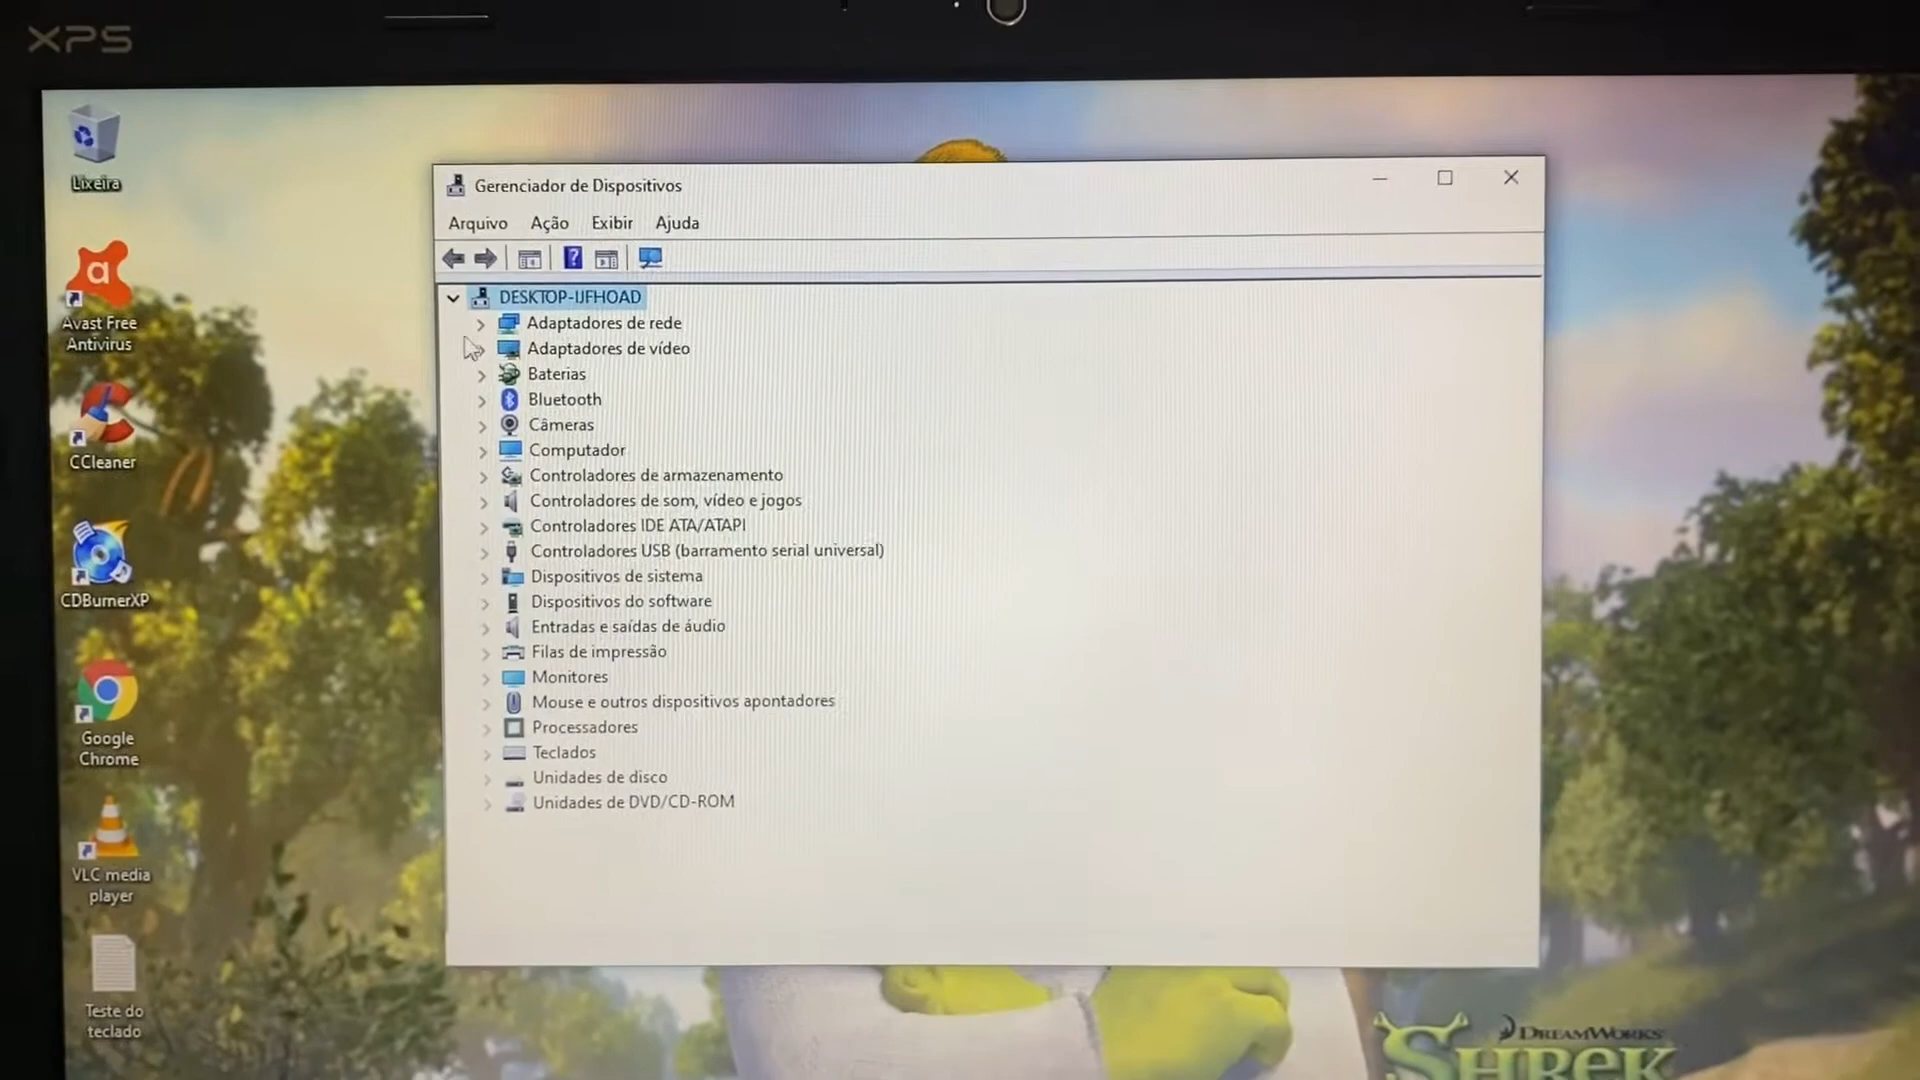 XPS
Lixeira
Avast Free
Antivirus
CCleaner
CDBurnerXP
Google
Chrome
VLC media
player
Teste do
teclado
Gerenciador de Dispositivos
Arquivo Ação Exibir Ajuda
DESKTOP-IJFHOAD
Adaptadores de rede
Adaptadores de vídeo
Baterias
Bluetooth
Câmeras
Computador
Controladores de armazenamento
Controladores de som, vídeo e jogos
Controladores IDE ATA/ATAPI
Controladores USB (barramento serial universal)
Dispositivos de sistema
Dispositivos do software
Entradas e saídas de áudio
Filas de impressão
Monitores
Mouse e outros dispositivos apontadores
Processadores
Teclados
Unidades de disco
Unidades de DVD/CD-ROM
DREAMWORKS
SHREK